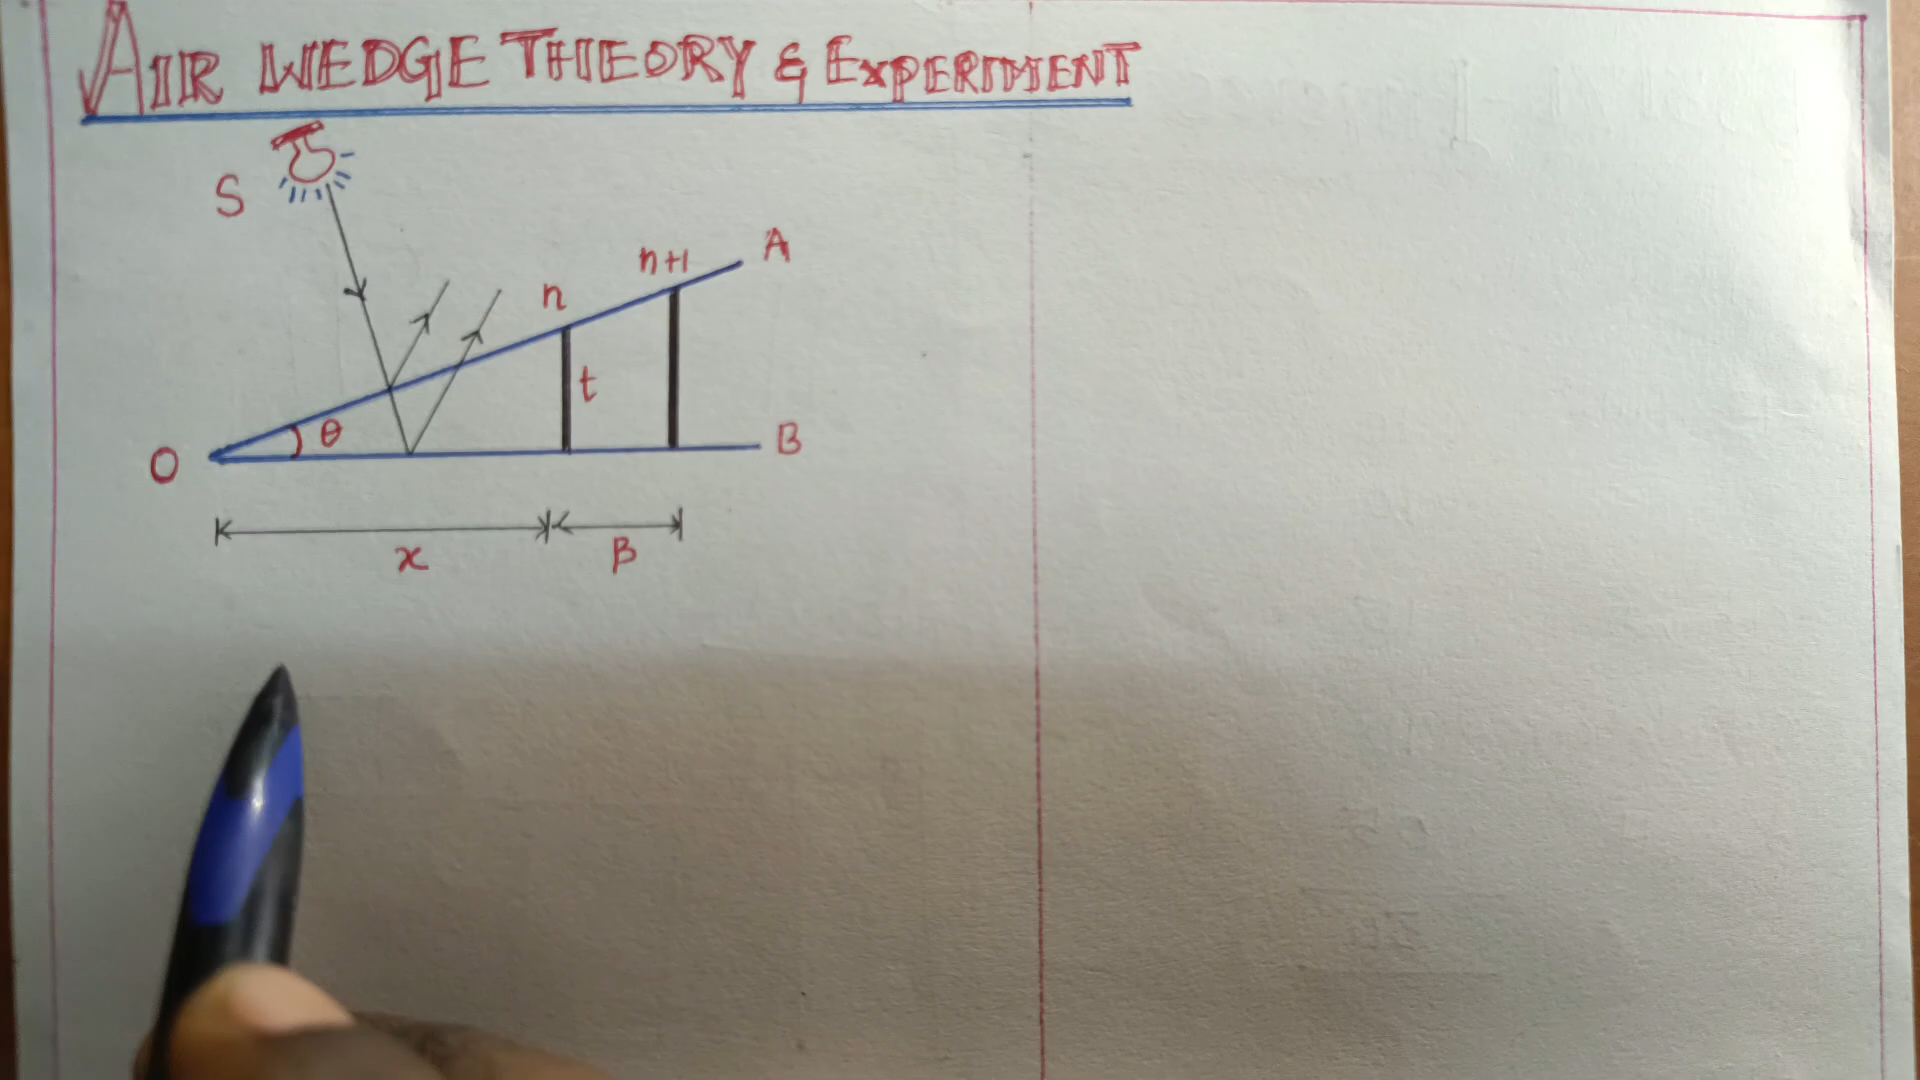 AIR WEDGE THEORY & EXPERIMENT
S
A
n+1
n
t
θ
O
B
x
β